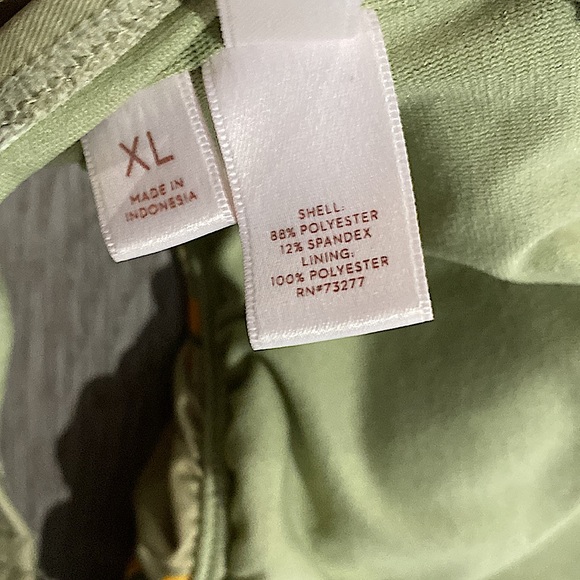 XL
MADE IN
INDONESIA
SHELL:
88% POLYESTER
12% SPANDEX
LINING:
100% POLYESTER
RN#73277